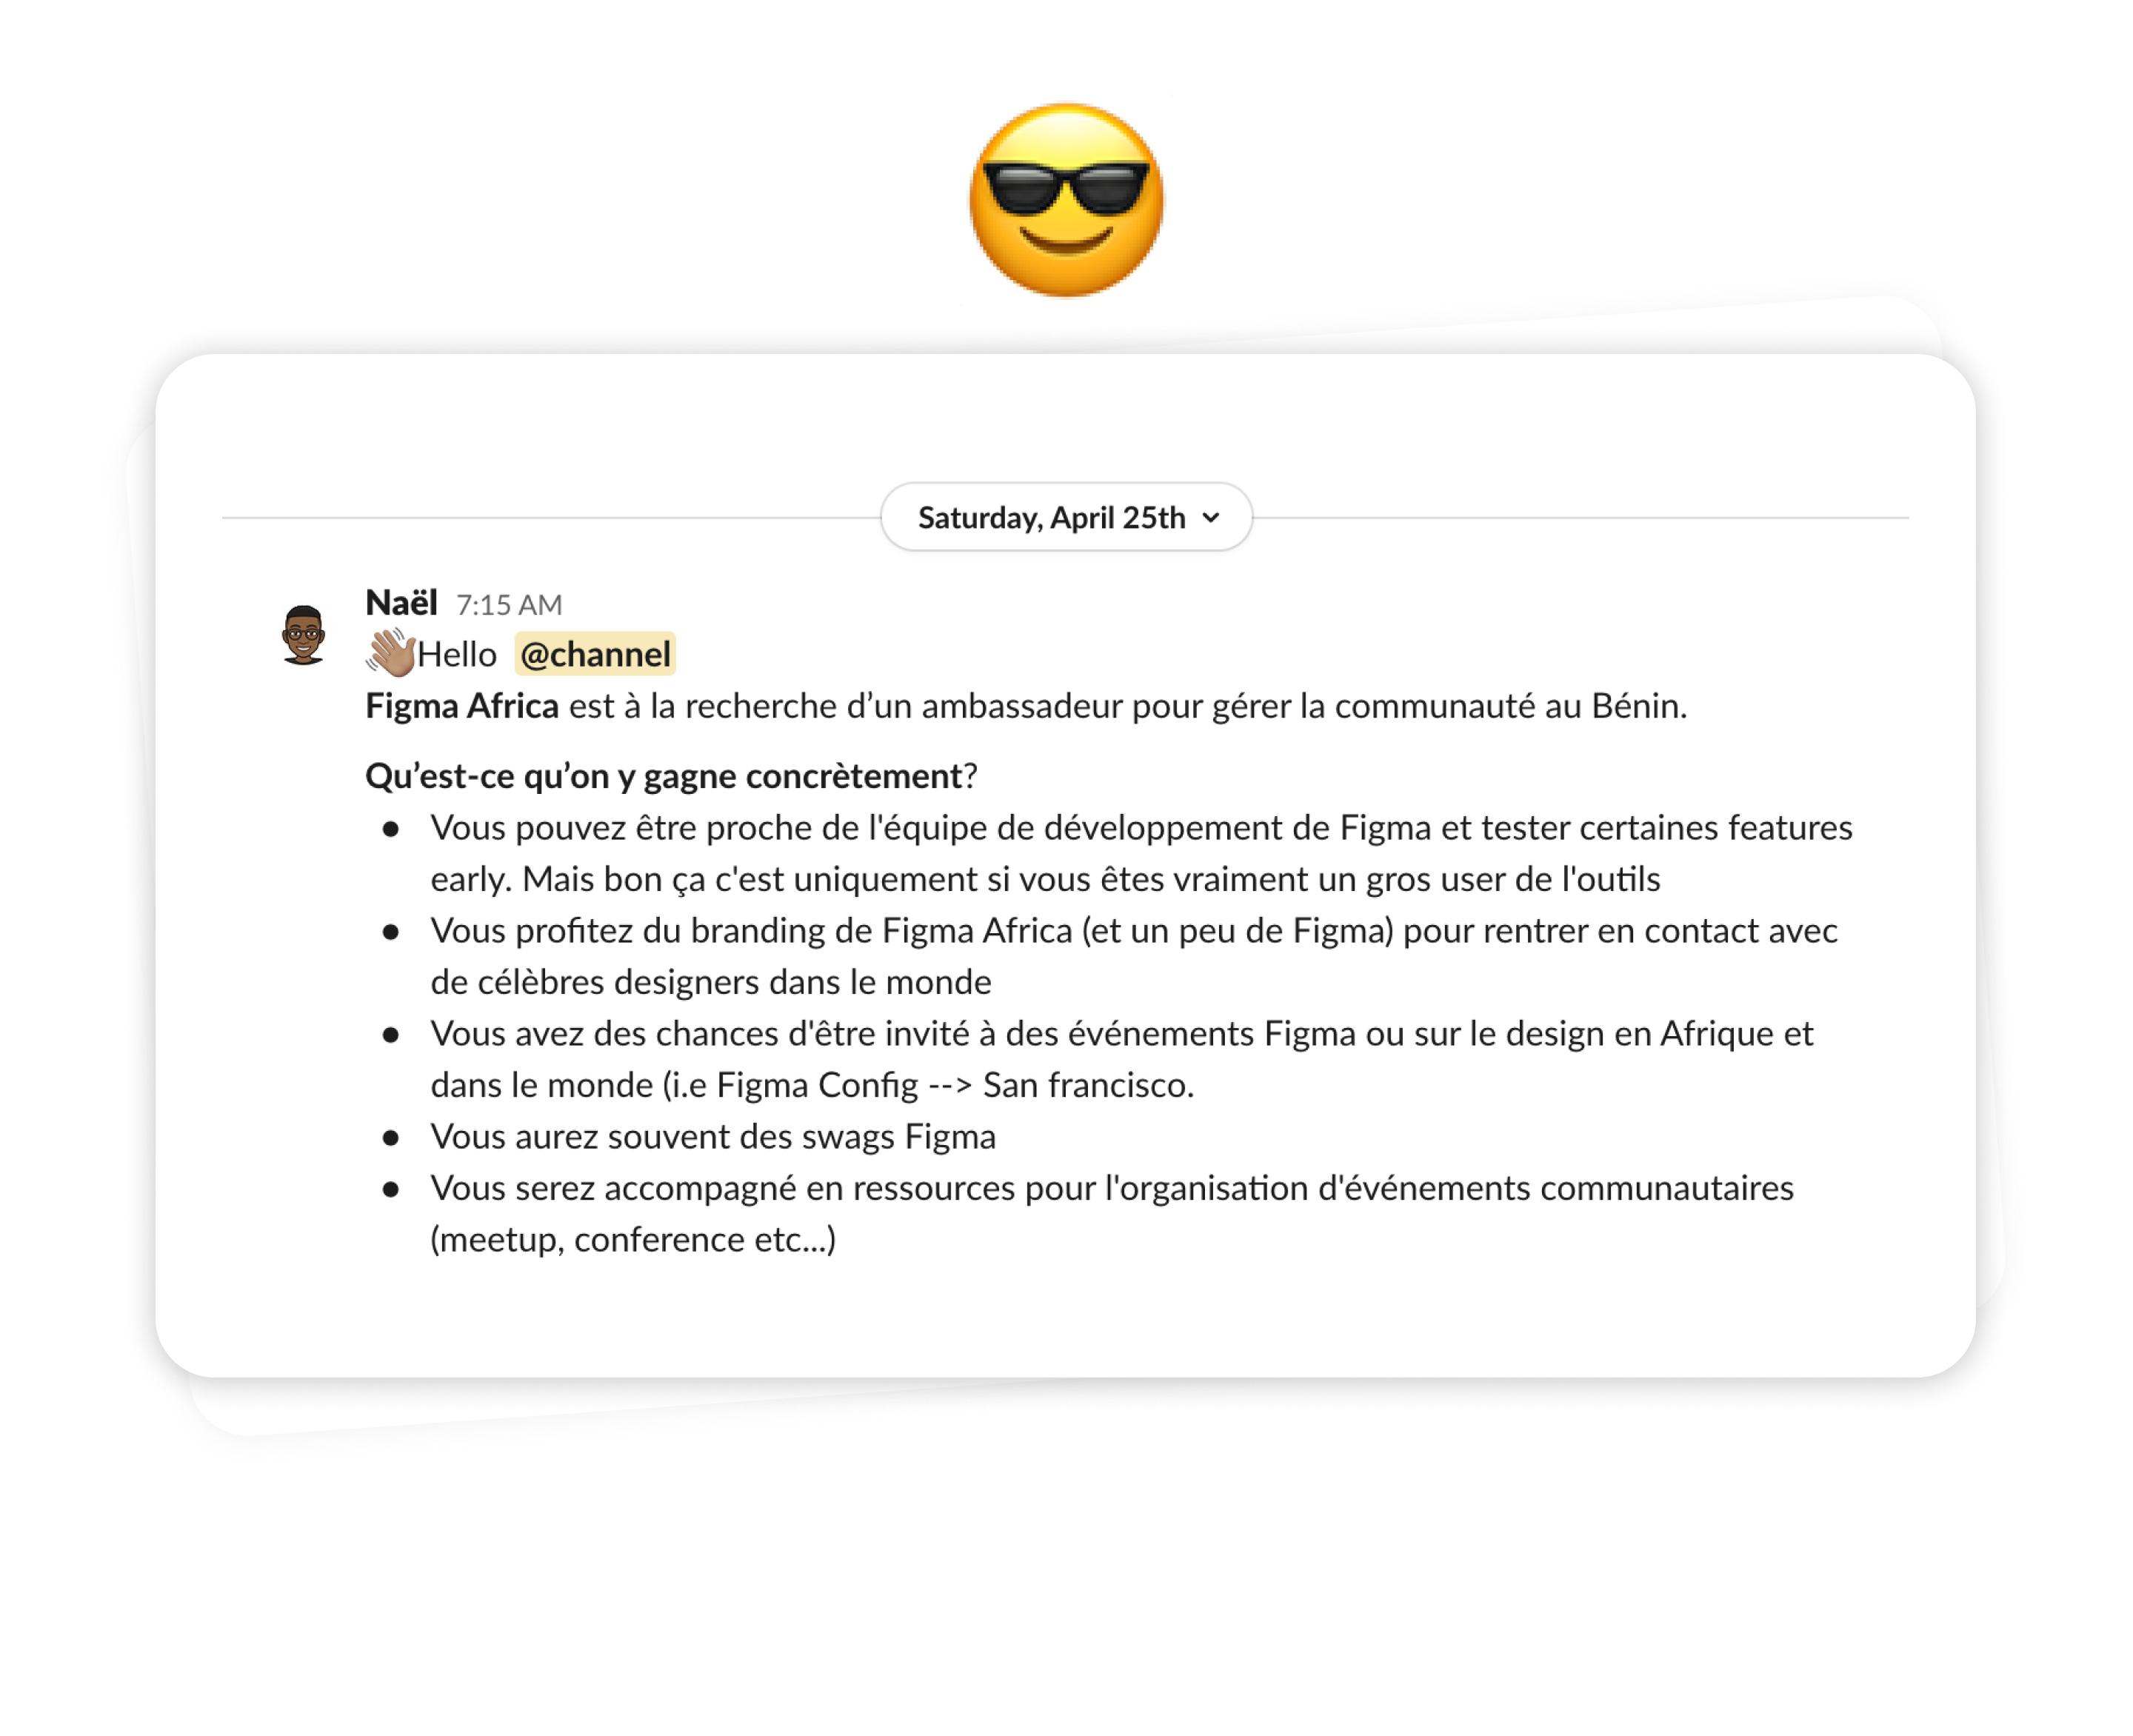 Saturday, April 25th
Naël 7:15 AM
👋🏽Hello @channel
Figma Africa est à la recherche d’un ambassadeur pour gérer la communauté au Bénin.
Qu’est-ce qu’on y gagne concrètement?
● Vous pouvez être proche de l'équipe de développement de Figma et tester certaines features
early. Mais bon ça c'est uniquement si vous êtes vraiment un gros user de l'outils
● Vous profitez du branding de Figma Africa (et un peu de Figma) pour rentrer en contact avec
de célèbres designers dans le monde
● Vous avez des chances d'être invité à des événements Figma ou sur le design en Afrique et
dans le monde (i.e Figma Config --> San francisco.
● Vous aurez souvent des swags Figma
● Vous serez accompagné en ressources pour l'organisation d'événements communautaires
(meetup, conference etc...)